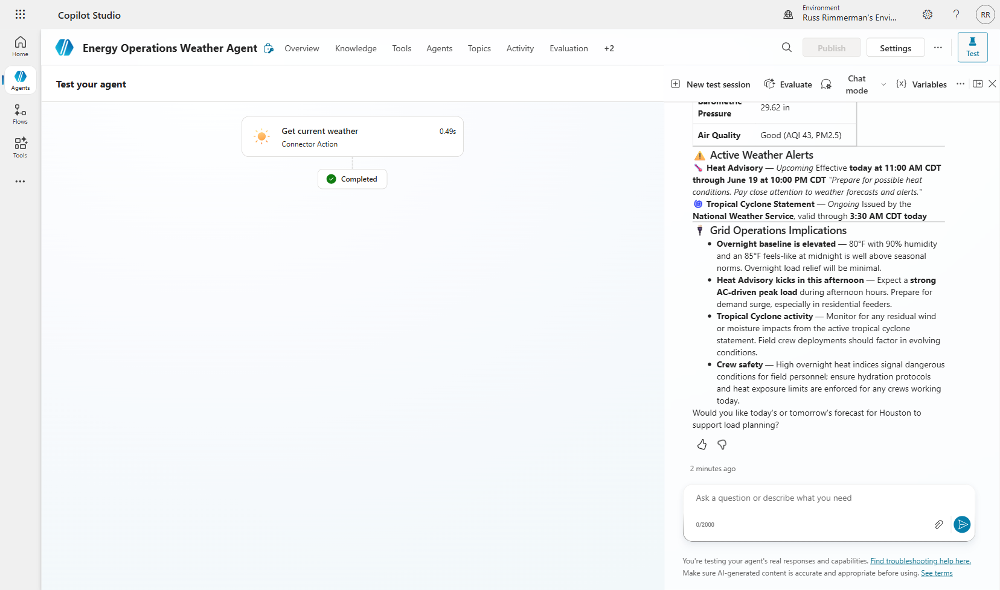 Copilot Studio
Environment
Russ Rimmerman's Envi...
RR
Home
Agents
Flows
Tools
Energy Operations Weather Agent
Overview
Knowledge
Tools
Agents
Topics
Activity
Evaluation
+2
Publish
Settings
Test
Test your agent
New test session
Evaluate
Chat
mode
Variables
Get current weather
0.49s
Connector Action
Completed
Barometric
Pressure
29.62 in
Air Quality
Good (AQI 43, PM2.5)
Active Weather Alerts
Heat Advisory — Upcoming Effective today at 11:00 AM CDT
through June 19 at 10:00 PM CDT "Prepare for possible heat
conditions. Pay close attention to weather forecasts and alerts."
Tropical Cyclone Statement — Ongoing Issued by the
National Weather Service, valid through 3:30 AM CDT today
Grid Operations Implications
• Overnight baseline is elevated — 80°F with 90% humidity
and an 85°F feels-like at midnight is well above seasonal
norms. Overnight load relief will be minimal.
• Heat Advisory kicks in this afternoon — Expect a strong
AC-driven peak load during afternoon hours. Prepare for
demand surge, especially in residential feeders.
• Tropical Cyclone activity — Monitor for any residual wind
or moisture impacts from the active tropical cyclone
statement. Field crew deployments should factor in evolving
conditions.
• Crew safety — High overnight heat indices signal dangerous
conditions for field personnel; ensure hydration protocols
and heat exposure limits are enforced for any crews working
today.
Would you like today's or tomorrow's forecast for Houston to
support load planning?
2 minutes ago
Ask a question or describe what you need
0/2000
You're testing your agent's real responses and capabilities. Find troubleshooting help here.
Make sure AI-generated content is accurate and appropriate before using. See terms